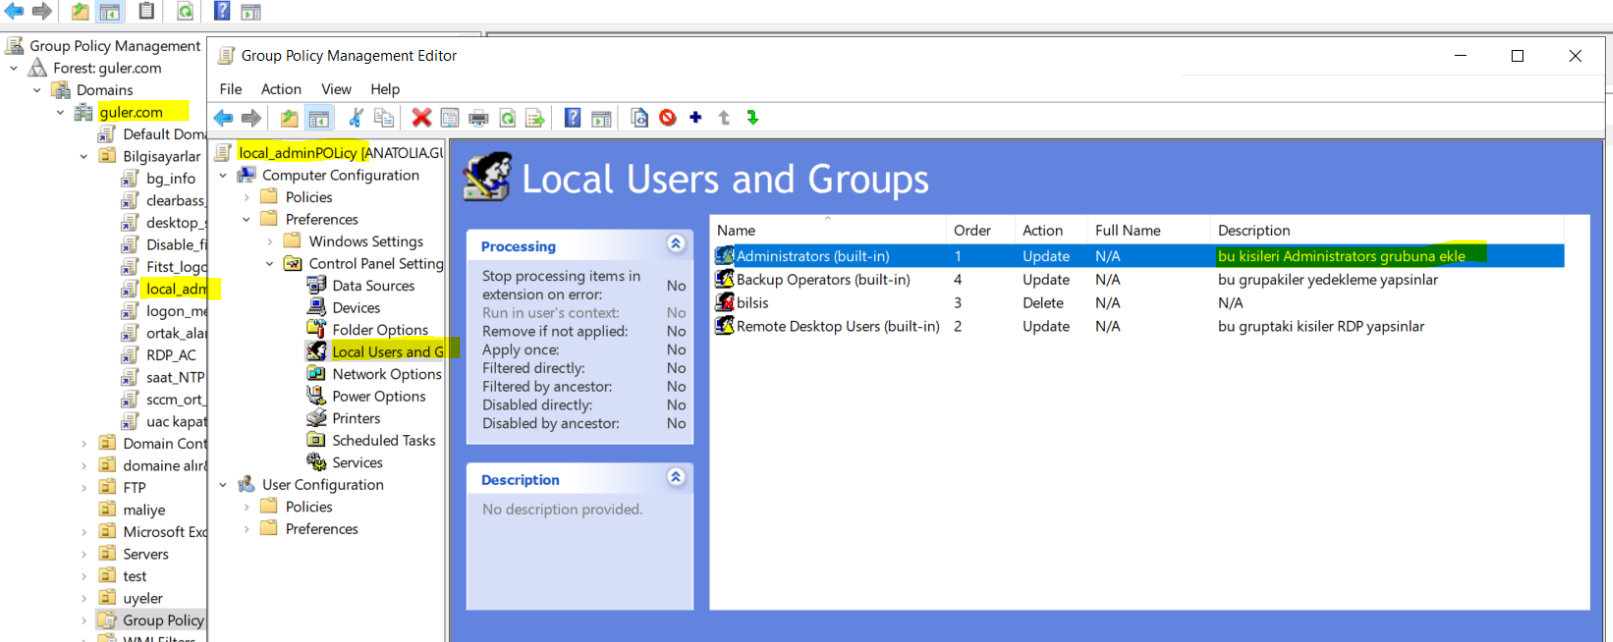 Group Policy Management
Forest: guler.com
Domains
guler.com
Default Doma
Bilgisayarlar
bg_info
clearbass_
desktop_s
Disable_fi
Fitst_logo
local_adm
logon_me
ortak_alar
RDP_AC
saat_NTP
sccm_ort_
uac kapat
Domain Cont
domaine alır
FTP
maliye
Microsoft Exc
Servers
test
uyeler
Group Policy
WMI Filters
Group Policy Management Editor
File Action View Help
local_adminPOLicy [ANATOLIA.GU
Computer Configuration
Policies
Preferences
Windows Settings
Control Panel Setting
Data Sources
Devices
Folder Options
Local Users and G
Network Options
Power Options
Printers
Scheduled Tasks
Services
User Configuration
Policies
Preferences
Local Users and Groups
Processing
Stop processing items in
extension on error: No
Run in user's context: No
Remove if not applied: No
Apply once: No
Filtered directly: No
Filtered by ancestor: No
Disabled directly: No
Disabled by ancestor: No
Description
No description provided.
Name Order Action Full Name Description
Administrators (built-in) 1 Update N/A bu kisileri Administrators grubuna ekle
Backup Operators (built-in) 4 Update N/A bu grupakiler yedekleme yapsinlar
bilsis 3 Delete N/A N/A
Remote Desktop Users (built-in) 2 Update N/A bu gruptaki kisiler RDP yapsinlar